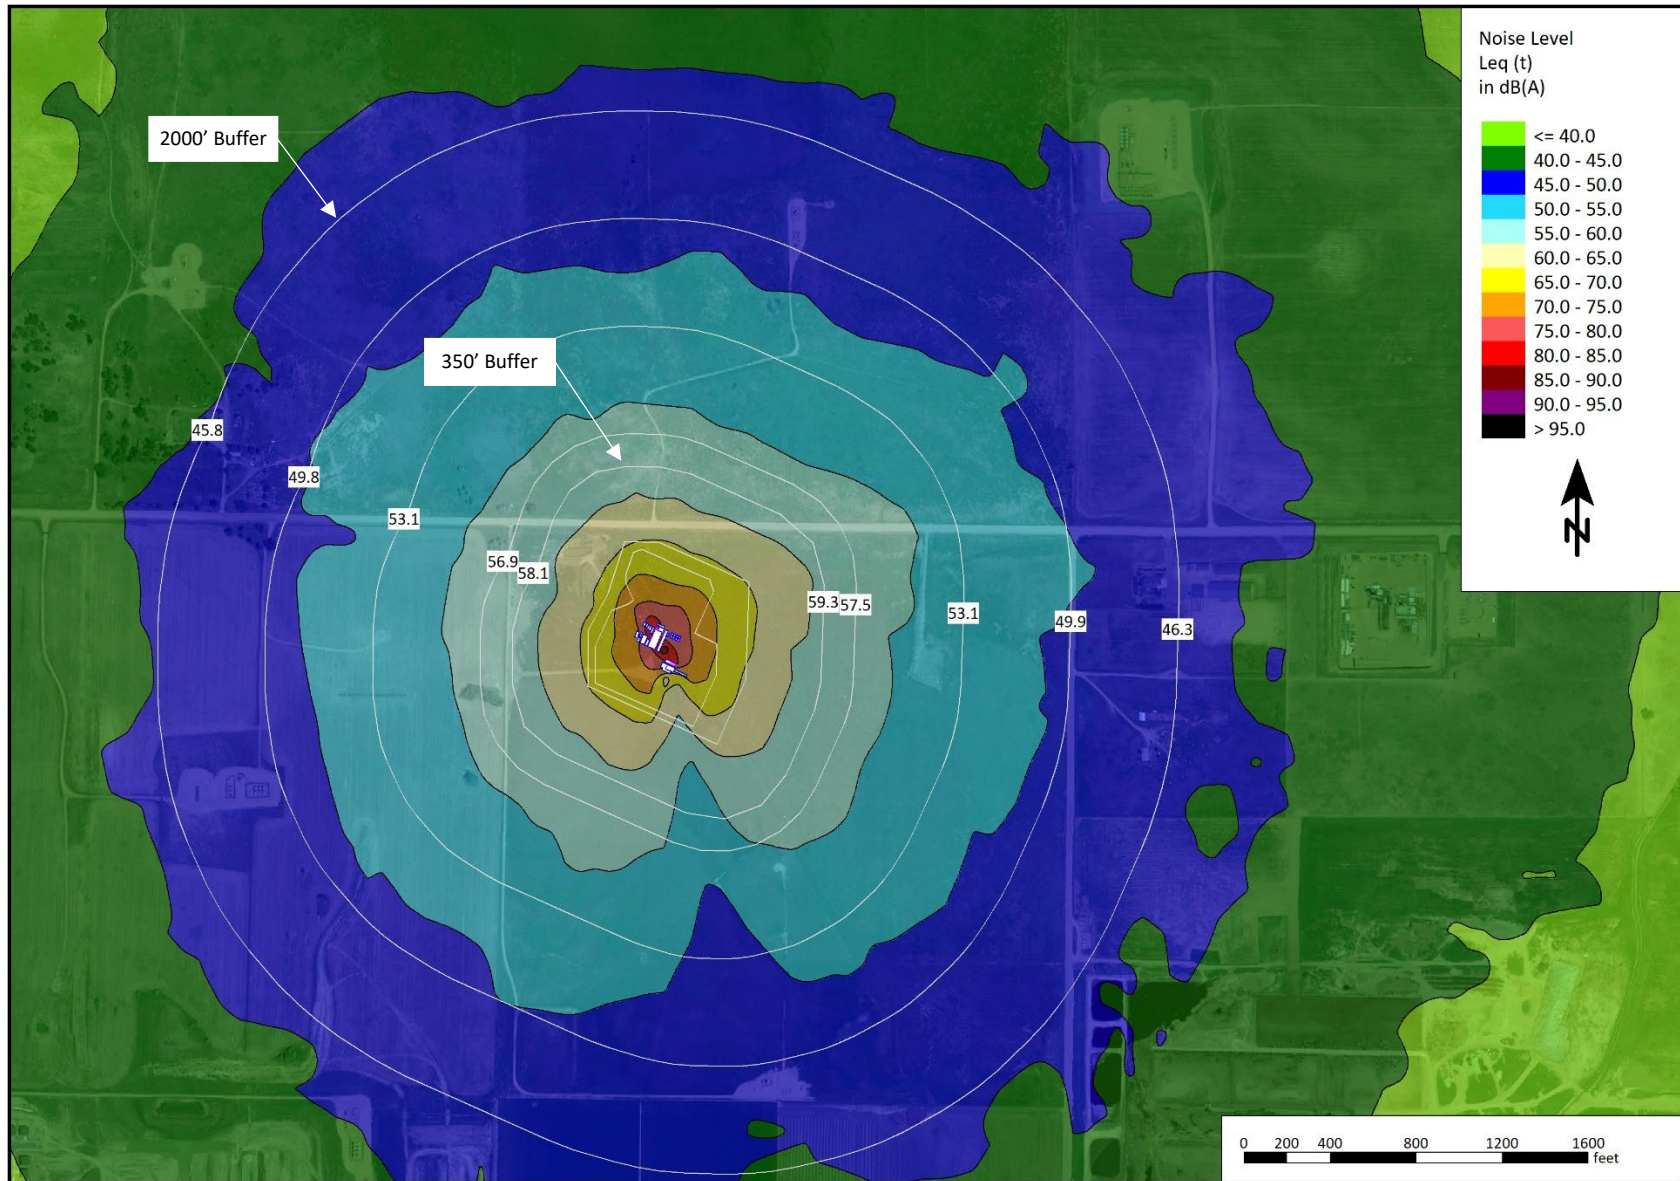 Noise Level
Leq (t)
in dB(A)
<= 40.0
40.0 - 45.0
45.0 - 50.0
50.0 - 55.0
55.0 - 60.0
60.0 - 65.0
65.0 - 70.0
70.0 - 75.0
75.0 - 80.0
80.0 - 85.0
85.0 - 90.0
90.0 - 95.0
> 95.0
N
2000' Buffer
350' Buffer
45.8
49.8
53.1
56.9
58.1
59.3
57.5
53.1
49.9
46.3
0 200 400 800 1200 1600
feet